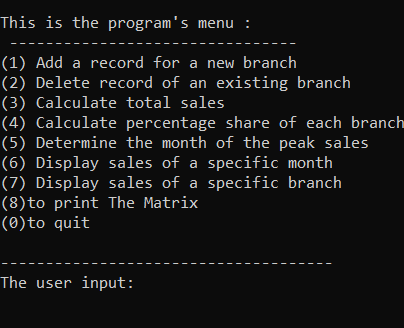 This is the program's menu :
--------------------------------
(1) Add a record for a new branch
(2) Delete record of an existing branch
(3) Calculate total sales
(4) Calculate percentage share of each branch
(5) Determine the month of the peak sales
(6) Display sales of a specific month
(7) Display sales of a specific branch
(8)to print The Matrix
(0)to quit
-------------------------------------
The user input: